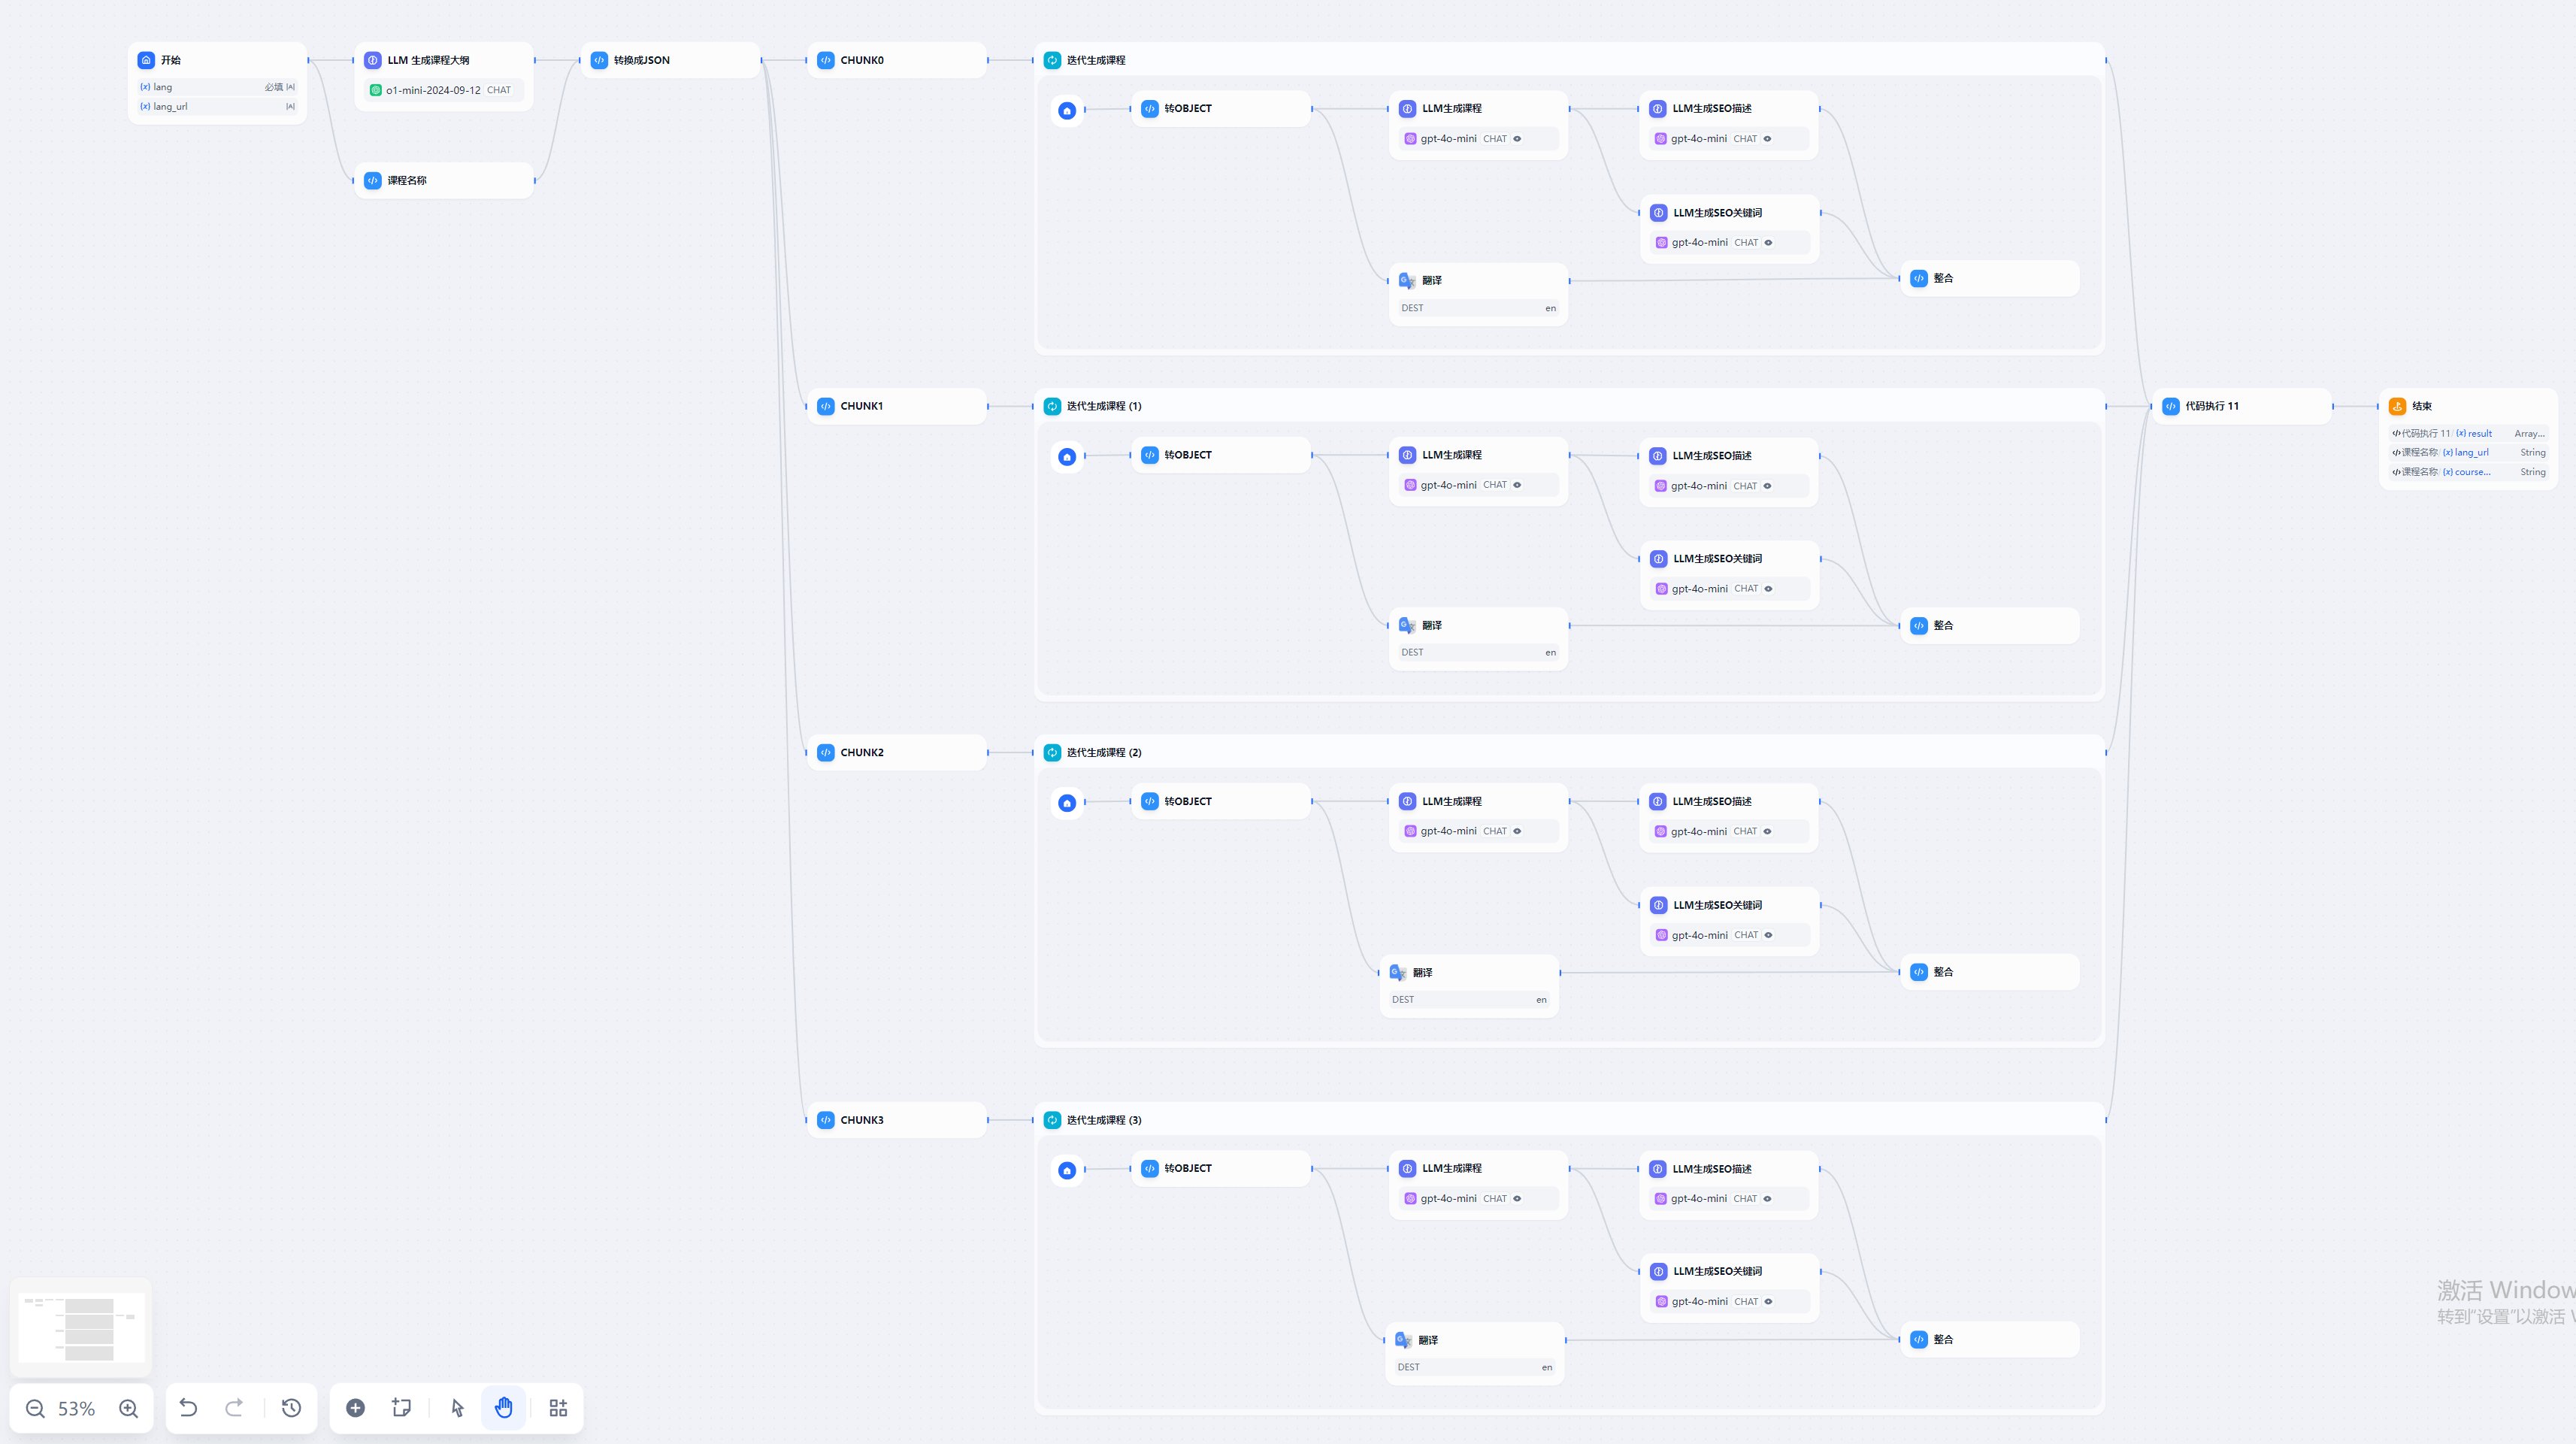 开始
{x} lang 必填
{x} lang_url
LLM 生成课程大纲
o1-mini-2024-09-12 CHAT
课程名称
转换成JSON
CHUNK0
迭代生成课程
转OBJECT
LLM生成课程
gpt-4o-mini CHAT
LLM生成SEO描述
gpt-4o-mini CHAT
LLM生成SEO关键词
gpt-4o-mini CHAT
翻译
DEST en
整合
CHUNK1
迭代生成课程 (1)
转OBJECT
LLM生成课程
gpt-4o-mini CHAT
LLM生成SEO描述
gpt-4o-mini CHAT
LLM生成SEO关键词
gpt-4o-mini CHAT
翻译
DEST en
整合
CHUNK2
迭代生成课程 (2)
转OBJECT
LLM生成课程
gpt-4o-mini CHAT
LLM生成SEO描述
gpt-4o-mini CHAT
LLM生成SEO关键词
gpt-4o-mini CHAT
翻译
DEST en
整合
CHUNK3
迭代生成课程 (3)
转OBJECT
LLM生成课程
gpt-4o-mini CHAT
LLM生成SEO描述
gpt-4o-mini CHAT
LLM生成SEO关键词
gpt-4o-mini CHAT
翻译
DEST en
整合
代码执行 11
结束
代码执行 11 {x} result Array...
课程名称 {x} lang_url String
课程名称 {x} course... String
激活 Window
转到"设置"以激活 W
53%